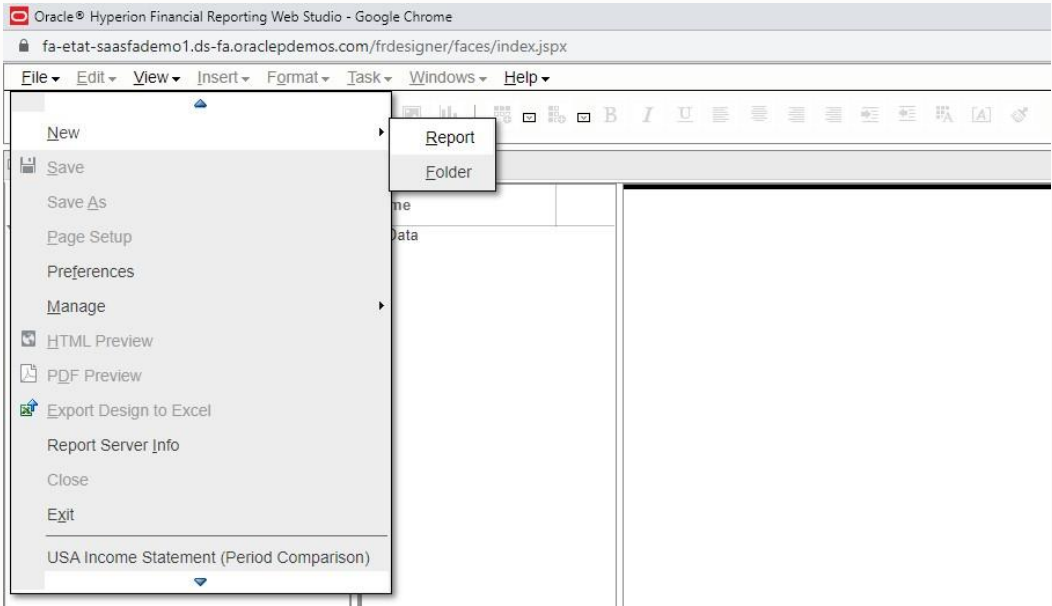 Oracle® Hyperion Financial Reporting Web Studio - Google Chrome
fa-etat-saasfademo1.ds-fa.oraclepdemos.com/frdesigner/faces/index.jspx
File Edit View Insert Format Task Windows Help
B I U A A
New
Report
Save
Folder
Save As
me
Page Setup
Data
Preferences
Manage
HTML Preview
PDF Preview
Export Design to Excel
Report Server Info
Close
Exit
USA Income Statement (Period Comparison)